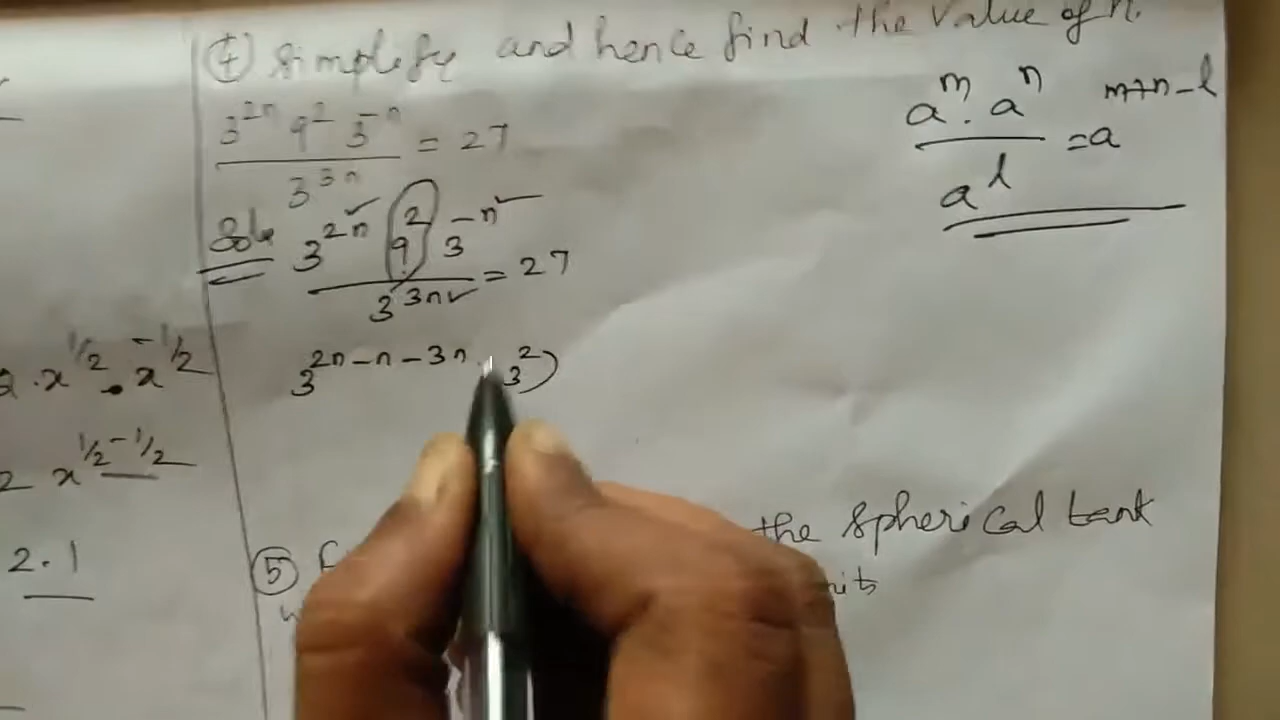 ④ Simplify and hence find the value of n.
3^{2n} 9^2 3^{-n} / 3^{3n} = 27
a^m . a^n / a^l = a^{m+n-l}
Soln 3^{2n} 9^2 3^{-n} / 3^{3n} = 27
3^{2n-n-3n} 3^2)
.x^{1/2} . x^{-1/2}
2 x^{1/2-1/2}
2.1
⑤ the spherical tank